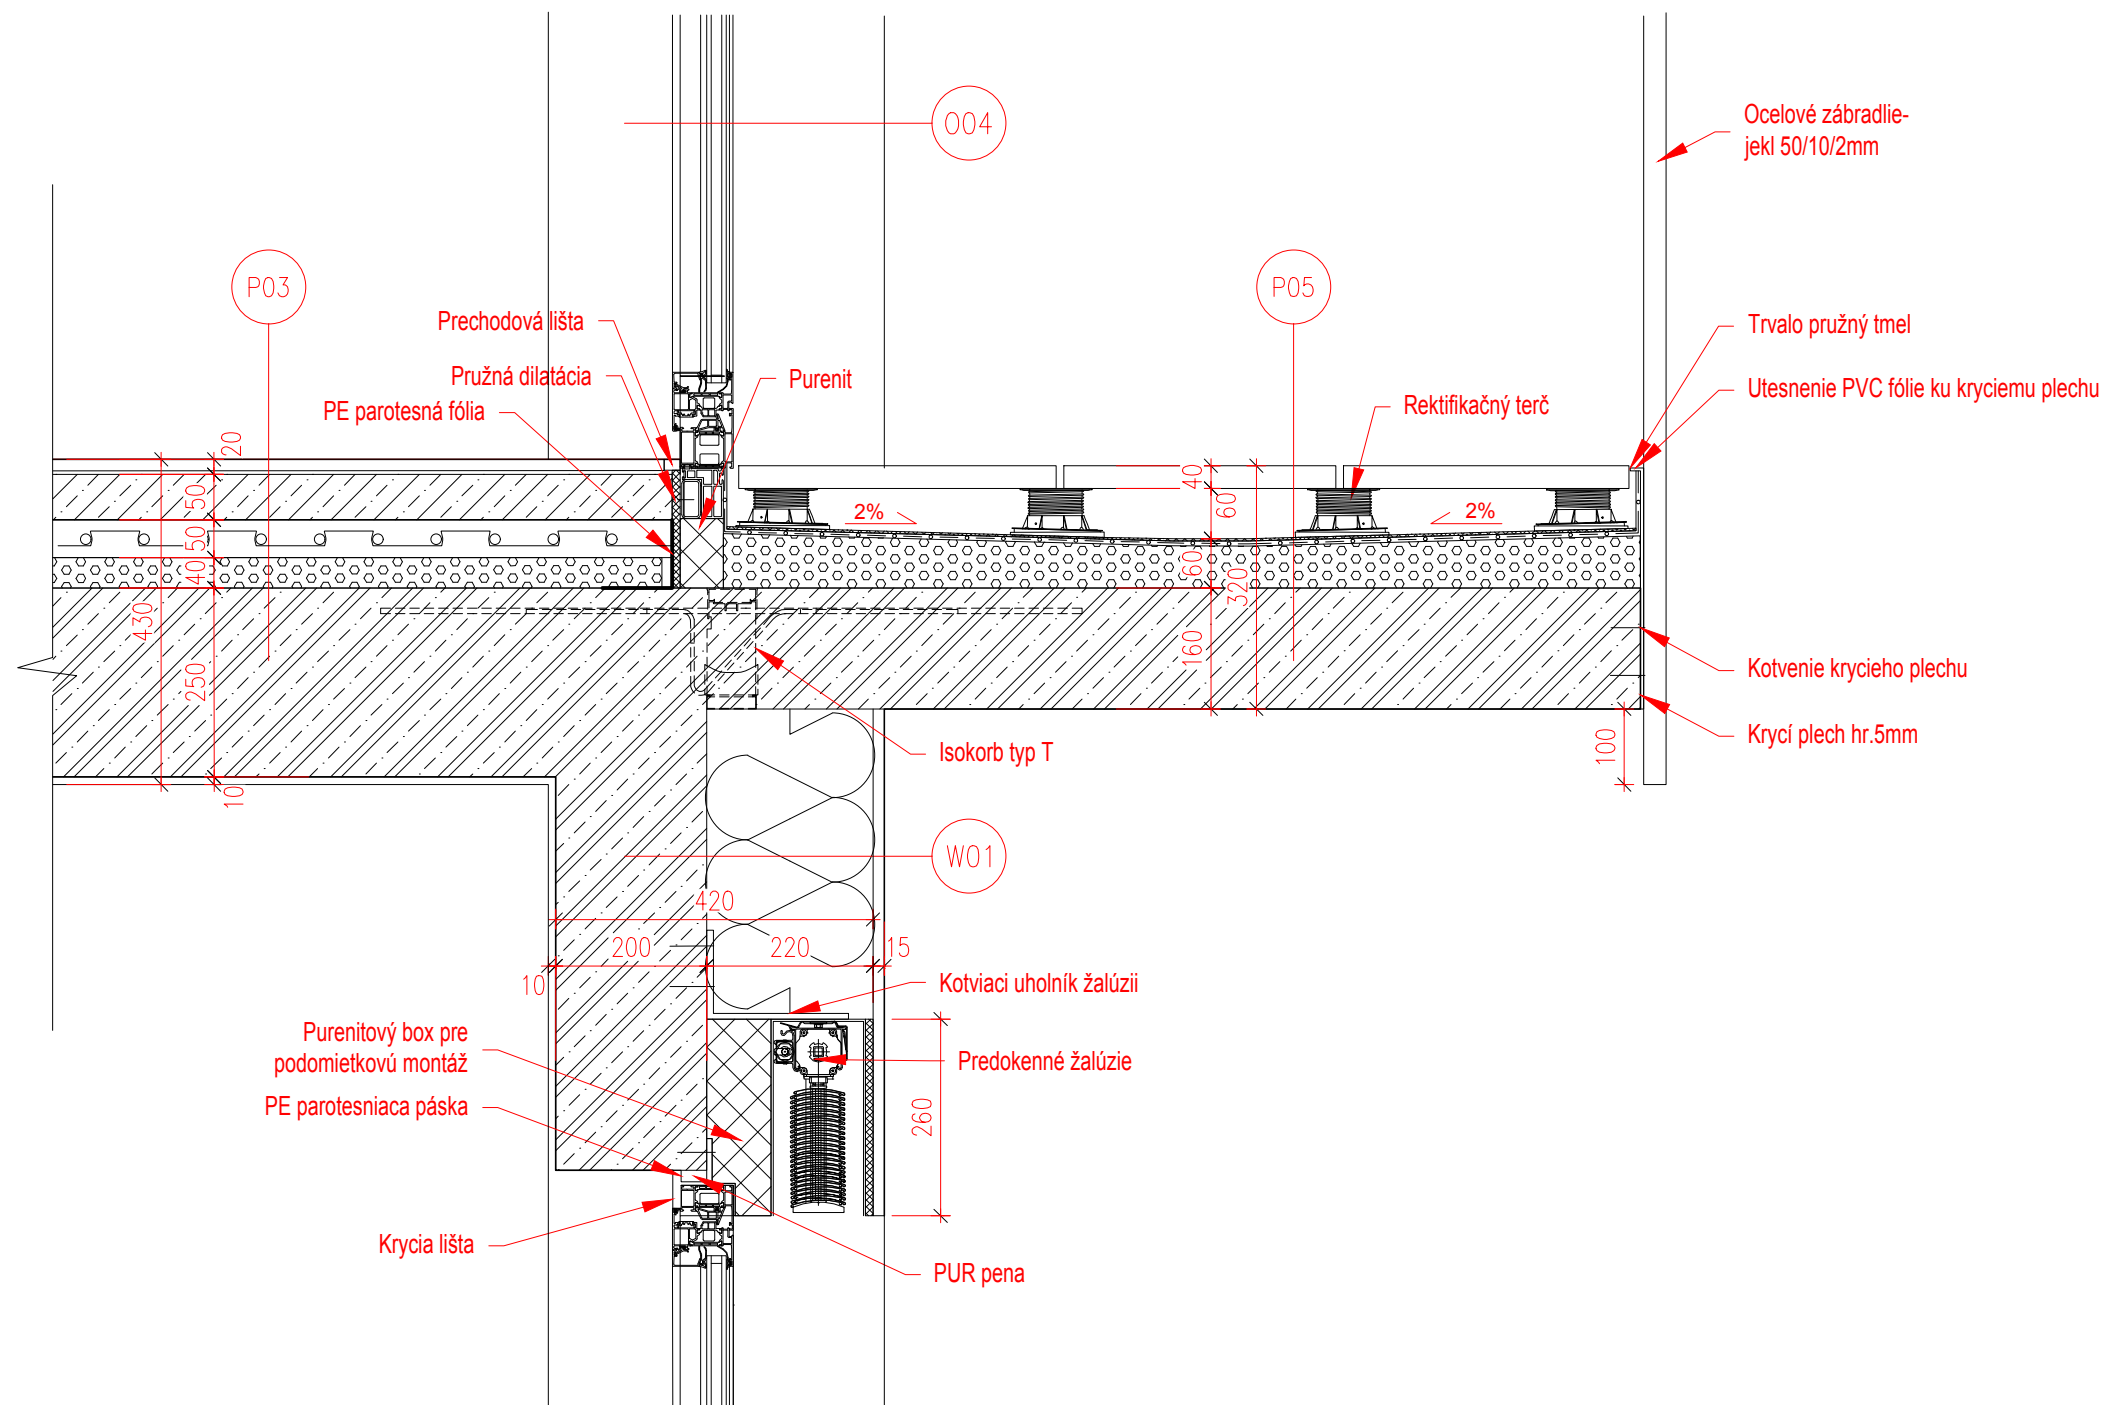 O04
Ocelové zábradlie-
jekl 50/10/2mm
P03
P05
Prechodová lišta
Trvalo pružný tmel
Pružná dilatácia
Purenit
Utesnenie PVC fólie ku kryciemu plechu
PE parotesná fólia
Rektifikačný terč
20
40
50
60
2%
2%
50
40
60
320
430
250
160
10
Kotvenie krycieho plechu
Krycí plech hr.5mm
100
Isokorb typ T
W01
420
200
220
15
10
Kotviaci uholník žalúzii
Purenitový box pre
podomietkovú montáž
Predokenné žalúzie
PE parotesniaca páska
260
Krycia lišta
PUR pena